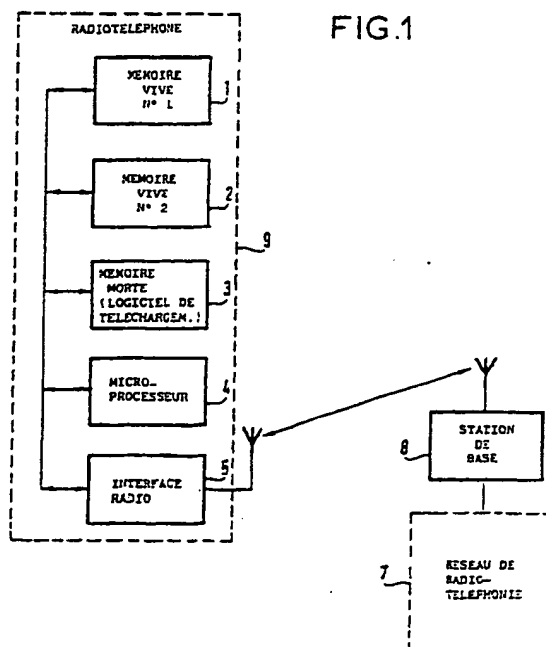 FIG.1
RADIOTELEPHONE
MEMOIRE
VIVE
N° 1
1
MEMOIRE
VIVE
N° 2
2
9
MEMOIRE
MORTE
(LOGICIEL DE
TELECHARGEM.)
3
MICRO-
PROCESSEUR
4
INTERFACE
RADIO
5
STATION
DE
BASE
8
RESEAU DE
RADIO-
TELEPHONIE
7